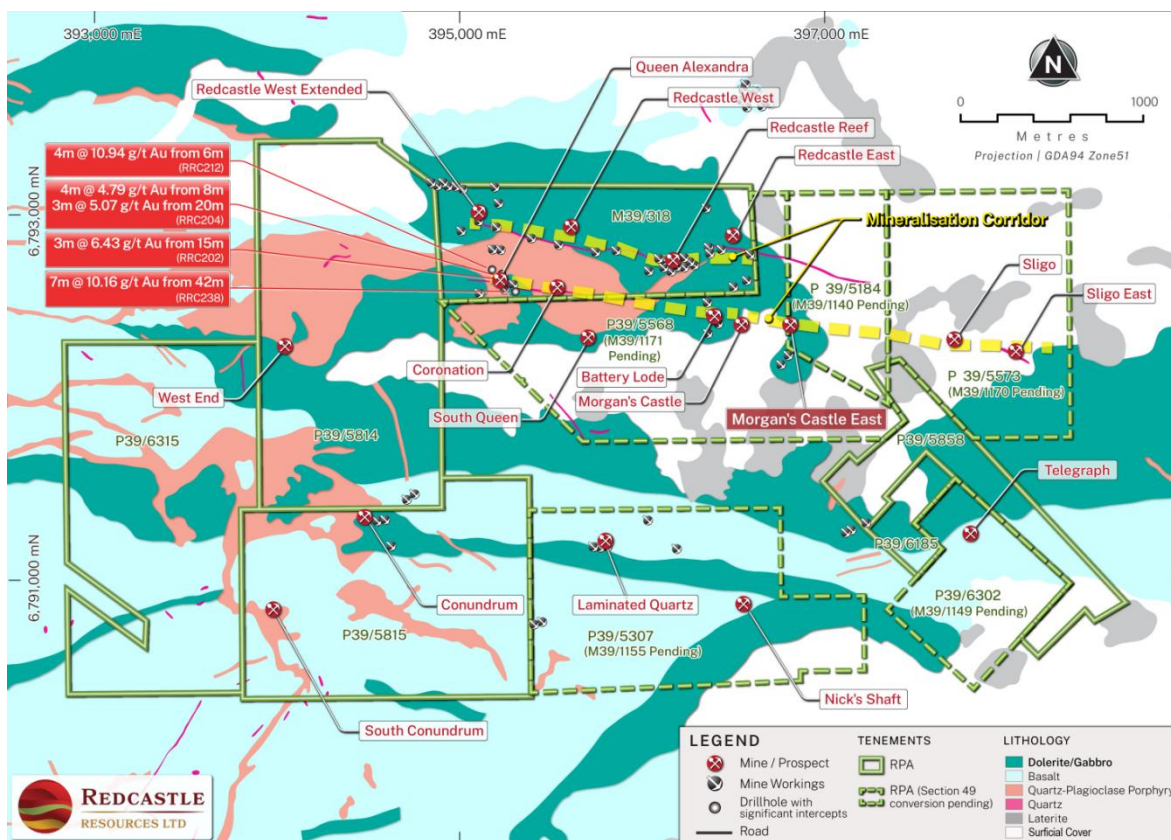 393,000 mE
395,000 mE
397,000 mE
N
0
1000
Metres
Projection | GDA94 Zone51
6,793,000 mN
6,791,000 mN
Queen Alexandra
Redcastle West Extended
Redcastle West
Redcastle Reef
Redcastle East
4m @ 10.94 g/t Au from 6m
(RRC212)
4m @ 4.79 g/t Au from 8m
3m @ 5.07 g/t Au from 20m
(RRC204)
3m @ 6.43 g/t Au from 15m
(RRC202)
7m @ 10.16 g/t Au from 42m
(RRC238)
M39/318
Mineralisation Corridor
Sligo
P 39/5184
(M39/1140 Pending)
Sligo East
P39/5568
(M39/1171
Pending)
Coronation
Battery Lode
P 39/5573
(M39/1170 Pending)
West End
Morgan's Castle
South Queen
Morgan's Castle East
P39/6315
P39/5814
P39/5858
Telegraph
P39/6185
P39/6302
(M39/1149 Pending)
Conundrum
Laminated Quartz
P39/5815
P39/5307
(M39/1155 Pending)
Nick's Shaft
South Conundrum
REDCASTLE
RESOURCES LTD
LEGEND
Mine / Prospect
Mine Workings
Drillhole with
significant intercepts
Road
TENEMENTS
RPA
RPA (Section 49
conversion pending)
LITHOLOGY
Dolerite/Gabbro
Basalt
Quartz-Plagioclase Porphyry
Quartz
Laterite
Surficial Cover